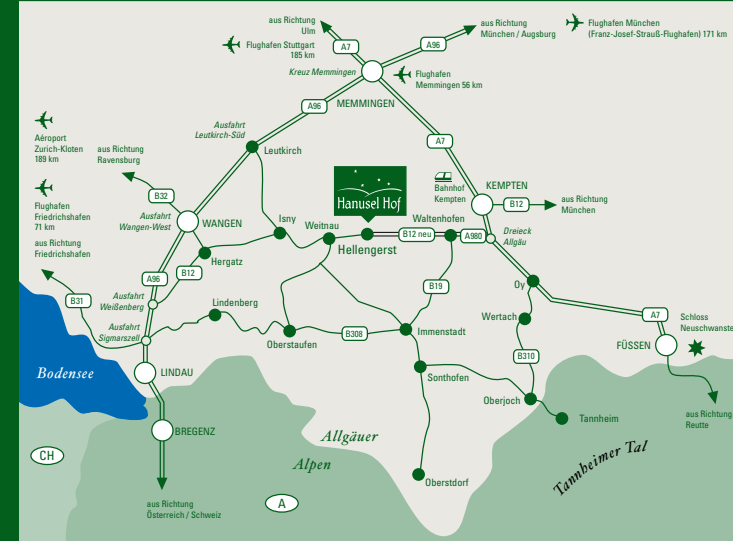 aus Richtung
Ulm
Flughafen Stuttgart
185 km
A7
A96
aus Richtung
München / Augsburg
Flughafen München
(Franz-Josef-Strauß-Flughafen) 171 km
Kreuz Memmingen
Flughafen
Memmingen 56 km
MEMMINGEN
A96
Ausfahrt
Leutkirch-Süd
Leutkirch
A7
Aéroport
Zurich-Kloten
189 km
aus Richtung
Ravensburg
Flughafen
Friedrichshafen
71 km
aus Richtung
Friedrichshafen
B32
Ausfahrt
Wangen-West
WANGEN
Hanusel Hof
Bahnhof
Kempten
KEMPTEN
B12
aus Richtung
München
Isny
Weitnau
Waltenhofen
Hellengerst
B12 neu
A980
Dreieck
Allgäu
Hergatz
B12
A96
B31
Ausfahrt
Weißenberg
Ausfahrt
Sigmarszell
Lindenberg
Oberstaufen
B308
B19
Immenstadt
Oy
Wertach
B310
A7
FÜSSEN
Schloss
Neuschwanste
Bodensee
LINDAU
Sonthofen
Oberjoch
Tannheim
aus Richtung
Reutte
BREGENZ
Allgäuer
Alpen
Oberstdorf
Tannheimer Tal
CH
A
aus Richtung
Österreich / Schweiz